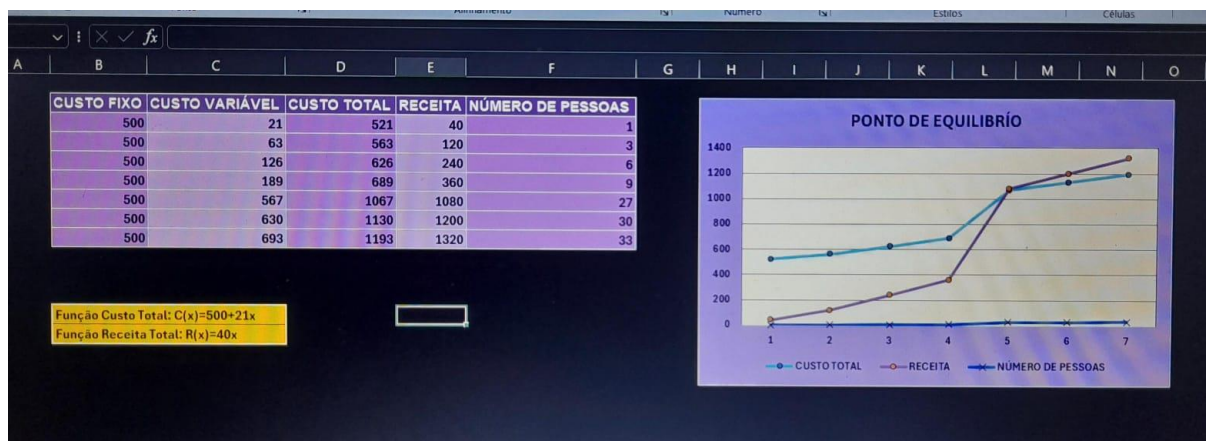 Número
Estilos
Células
fx
A B C D E F G H I J K L M N O
CUSTO FIXO CUSTO VARIÁVEL CUSTO TOTAL RECEITA NÚMERO DE PESSOAS
500 21 521 40 1
500 63 563 120 3
500 126 626 240 6
500 189 689 360 9
500 567 1067 1080 27
500 630 1130 1200 30
500 693 1193 1320 33
Função Custo Total: C(x)=500+21x
Função Receita Total: R(x)=40x
PONTO DE EQUILIBRÍO
1400
1200
1000
800
600
400
200
0
1 2 3 4 5 6 7
CUSTO TOTAL RECEITA NÚMERO DE PESSOAS